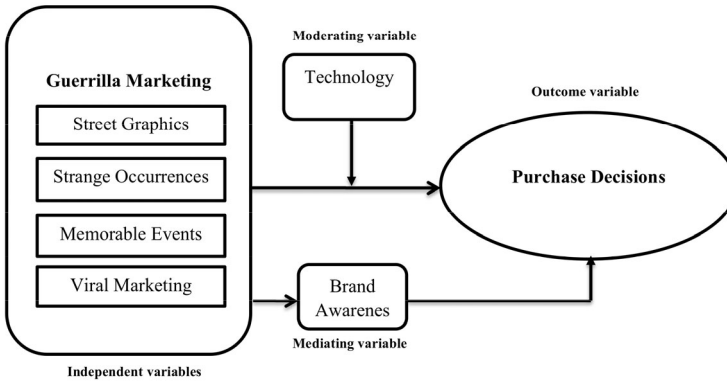 Guerrilla Marketing
Street Graphics
Strange Occurrences
Memorable Events
Viral Marketing
Independent variables
Moderating variable
Technology
Brand
Awarenes
Mediating variable
Outcome variable
Purchase Decisions